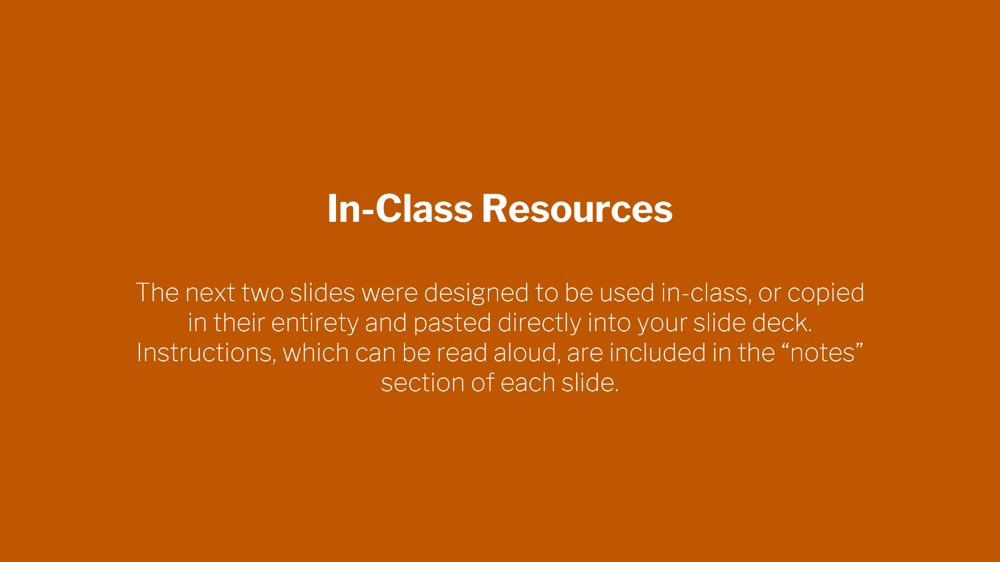 In-Class Resources
The next two slides were designed to be used in-class, or copied
in their entirety and pasted directly into your slide deck.
Instructions, which can be read aloud, are included in the “notes”
section of each slide.